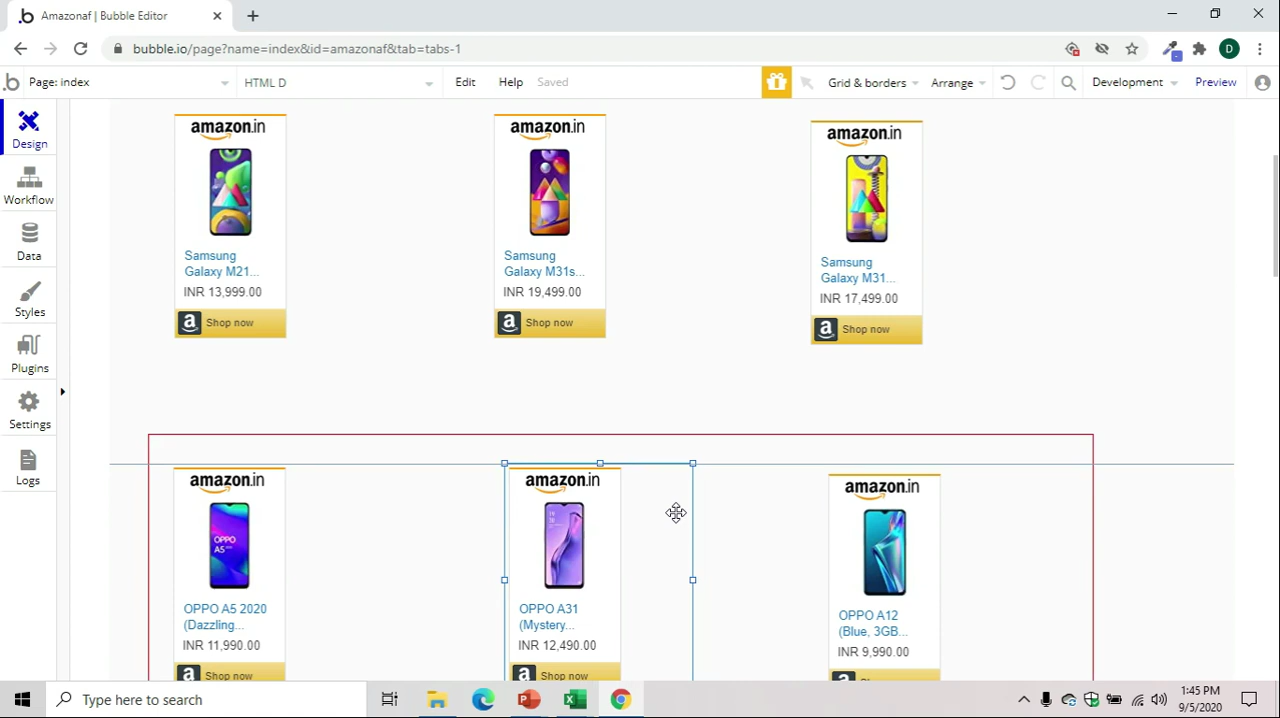 Amazonaf | Bubble Editor
bubble.io/page?name=index&id=amazonaf&tab=tabs-1
D
Page: index
HTML D
Edit
Help
Saved
Grid & borders
Arrange
Development
Preview
Design
Workflow
Data
Styles
Plugins
Settings
Logs
amazon.in
Samsung
Galaxy M21...
INR 13,999.00
Shop now
amazon.in
Samsung
Galaxy M31s...
INR 19,499.00
Shop now
amazon.in
Samsung
Galaxy M31...
INR 17,499.00
Shop now
amazon.in
OPPO
A5
OPPO A5 2020
(Dazzling...
INR 11,990.00
Shop now
amazon.in
OPPO A31
(Mystery...
INR 12,490.00
Shop now
amazon.in
OPPO A12
(Blue, 3GB...
INR 9,990.00
Type here to search
1:45 PM
9/5/2020